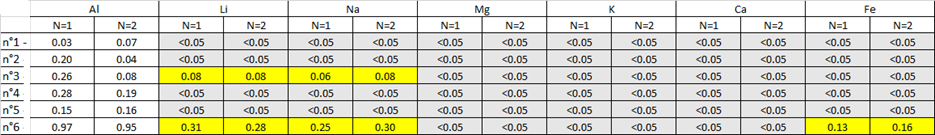 Al Li Na Mg K Ca Fe
N=1 N=2 N=1 N=2 N=1 N=2 N=1 N=2 N=1 N=2 N=1 N=2 N=1 N=2
n°1 - 0.03 0.07 <0.05 <0.05 <0.05 <0.05 <0.05 <0.05 <0.05 <0.05 <0.05 <0.05 <0.05 <0.05
n°2 0.20 0.04 <0.05 <0.05 <0.05 <0.05 <0.05 <0.05 <0.05 <0.05 <0.05 <0.05 <0.05 <0.05
n°3 0.26 0.08 0.08 0.08 0.06 0.08 <0.05 <0.05 <0.05 <0.05 <0.05 <0.05 <0.05 <0.05
n°4 0.28 0.19 <0.05 <0.05 <0.05 <0.05 <0.05 <0.05 <0.05 <0.05 <0.05 <0.05 <0.05 <0.05
n°5 0.15 0.16 <0.05 <0.05 <0.05 <0.05 <0.05 <0.05 <0.05 <0.05 <0.05 <0.05 <0.05 <0.05
n°6 0.97 0.95 0.31 0.28 0.25 0.30 <0.05 <0.05 <0.05 <0.05 <0.05 <0.05 0.13 0.16